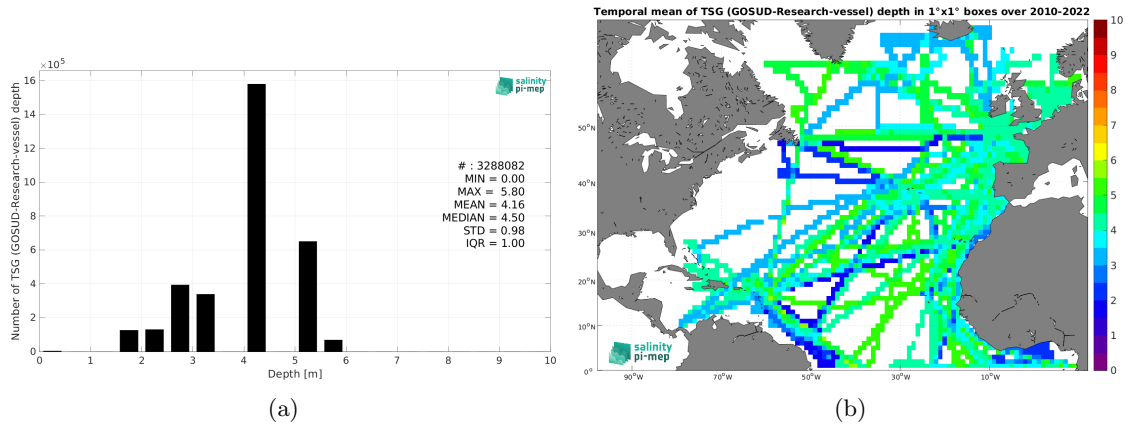 ×10⁵
16
14
12
10
8
6
4
2
0
Number of TSG (GOSUD-Research-vessel) depth
salinity
pi-mep
# : 3288082
MIN = 0.00
MAX = 5.80
MEAN = 4.16
MEDIAN = 4.50
STD = 0.98
IQR = 1.00
0 1 2 3 4 5 6 7 8 9 10
Depth [m]
(a)
Temporal mean of TSG (GOSUD-Research-vessel) depth in 1°x1° boxes over 2010-2022
50°N
40°N
30°N
20°N
10°N
0°
salinity
pi-mep
90°W 70°W 50°W 30°W 10°W
10
9
8
7
6
5
4
3
2
1
0
(b)